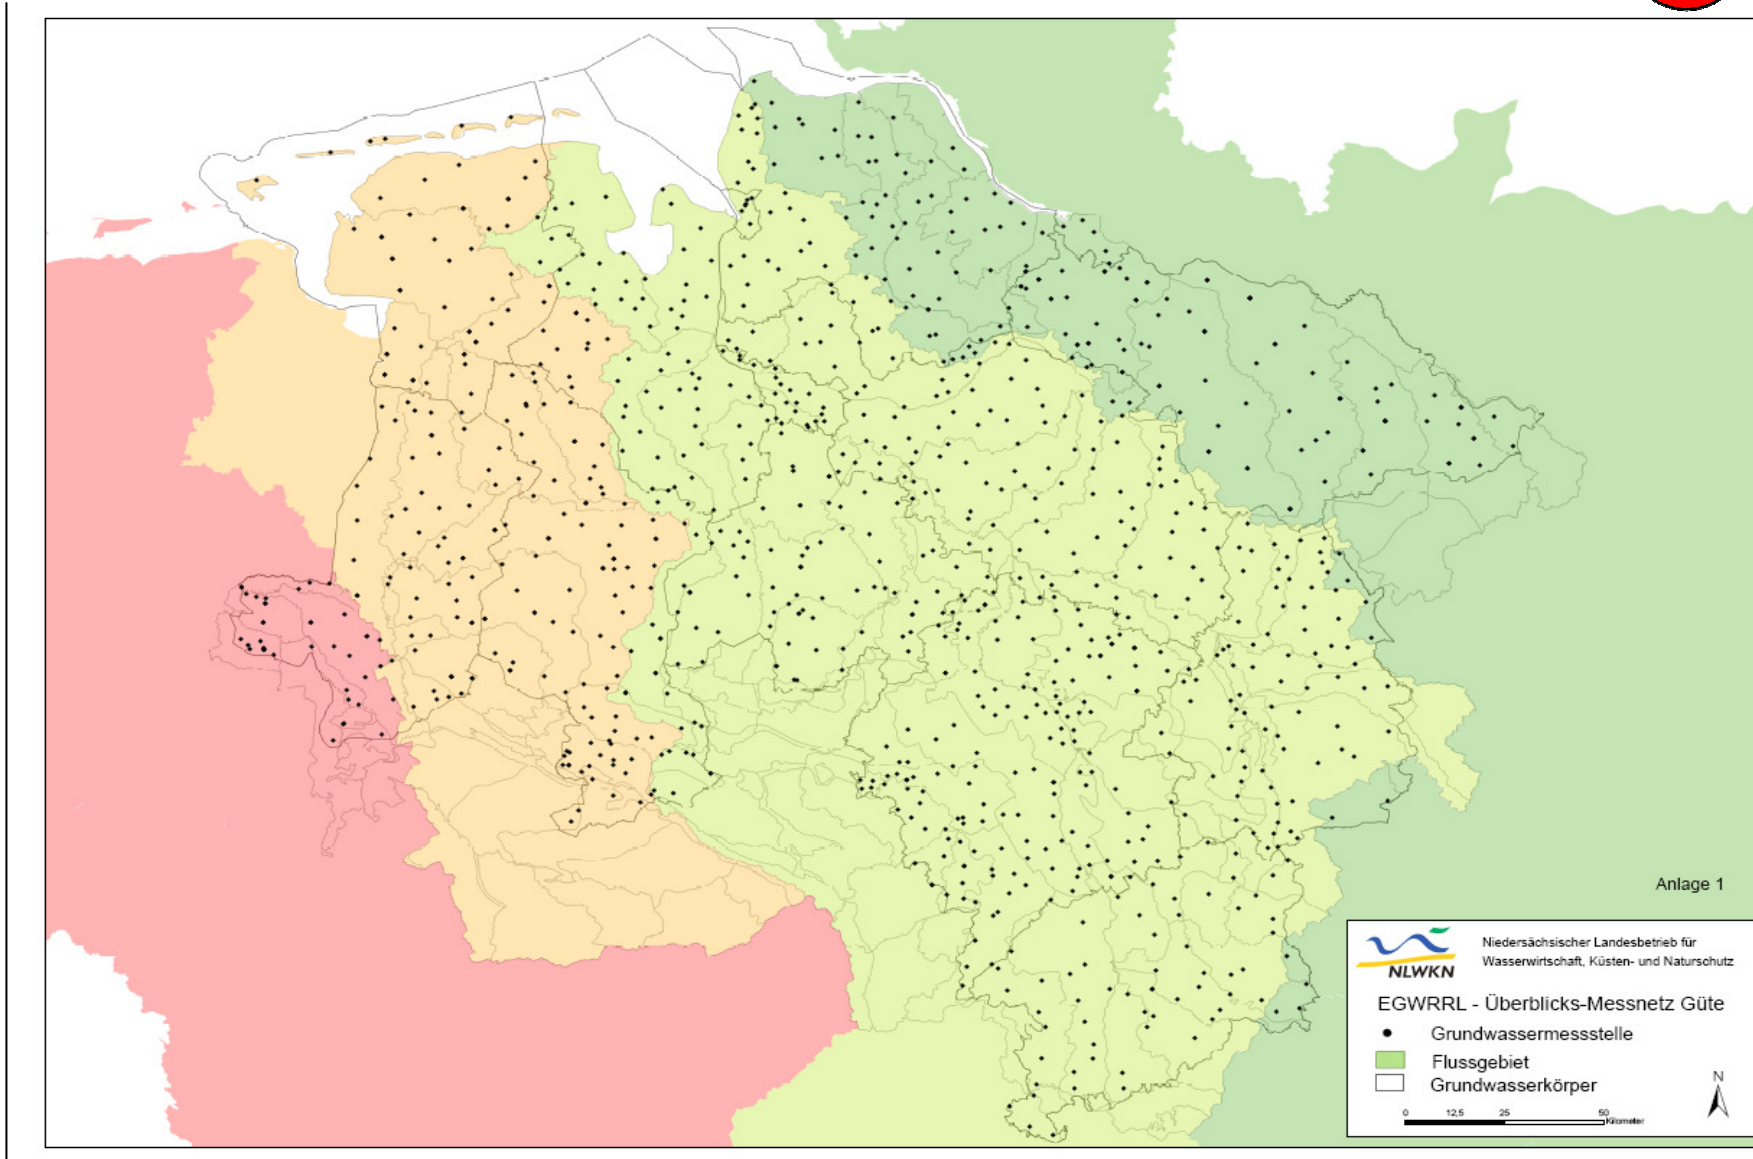 Anlage 1
NLWKN
Niedersächsischer Landesbetrieb für
Wasserwirtschaft, Küsten- und Naturschutz
EGWRRL - Überblicks-Messnetz Güte
Grundwassermessstelle
Flussgebiet
Grundwasserkörper
N
0 12,5 25 50
Kilometer